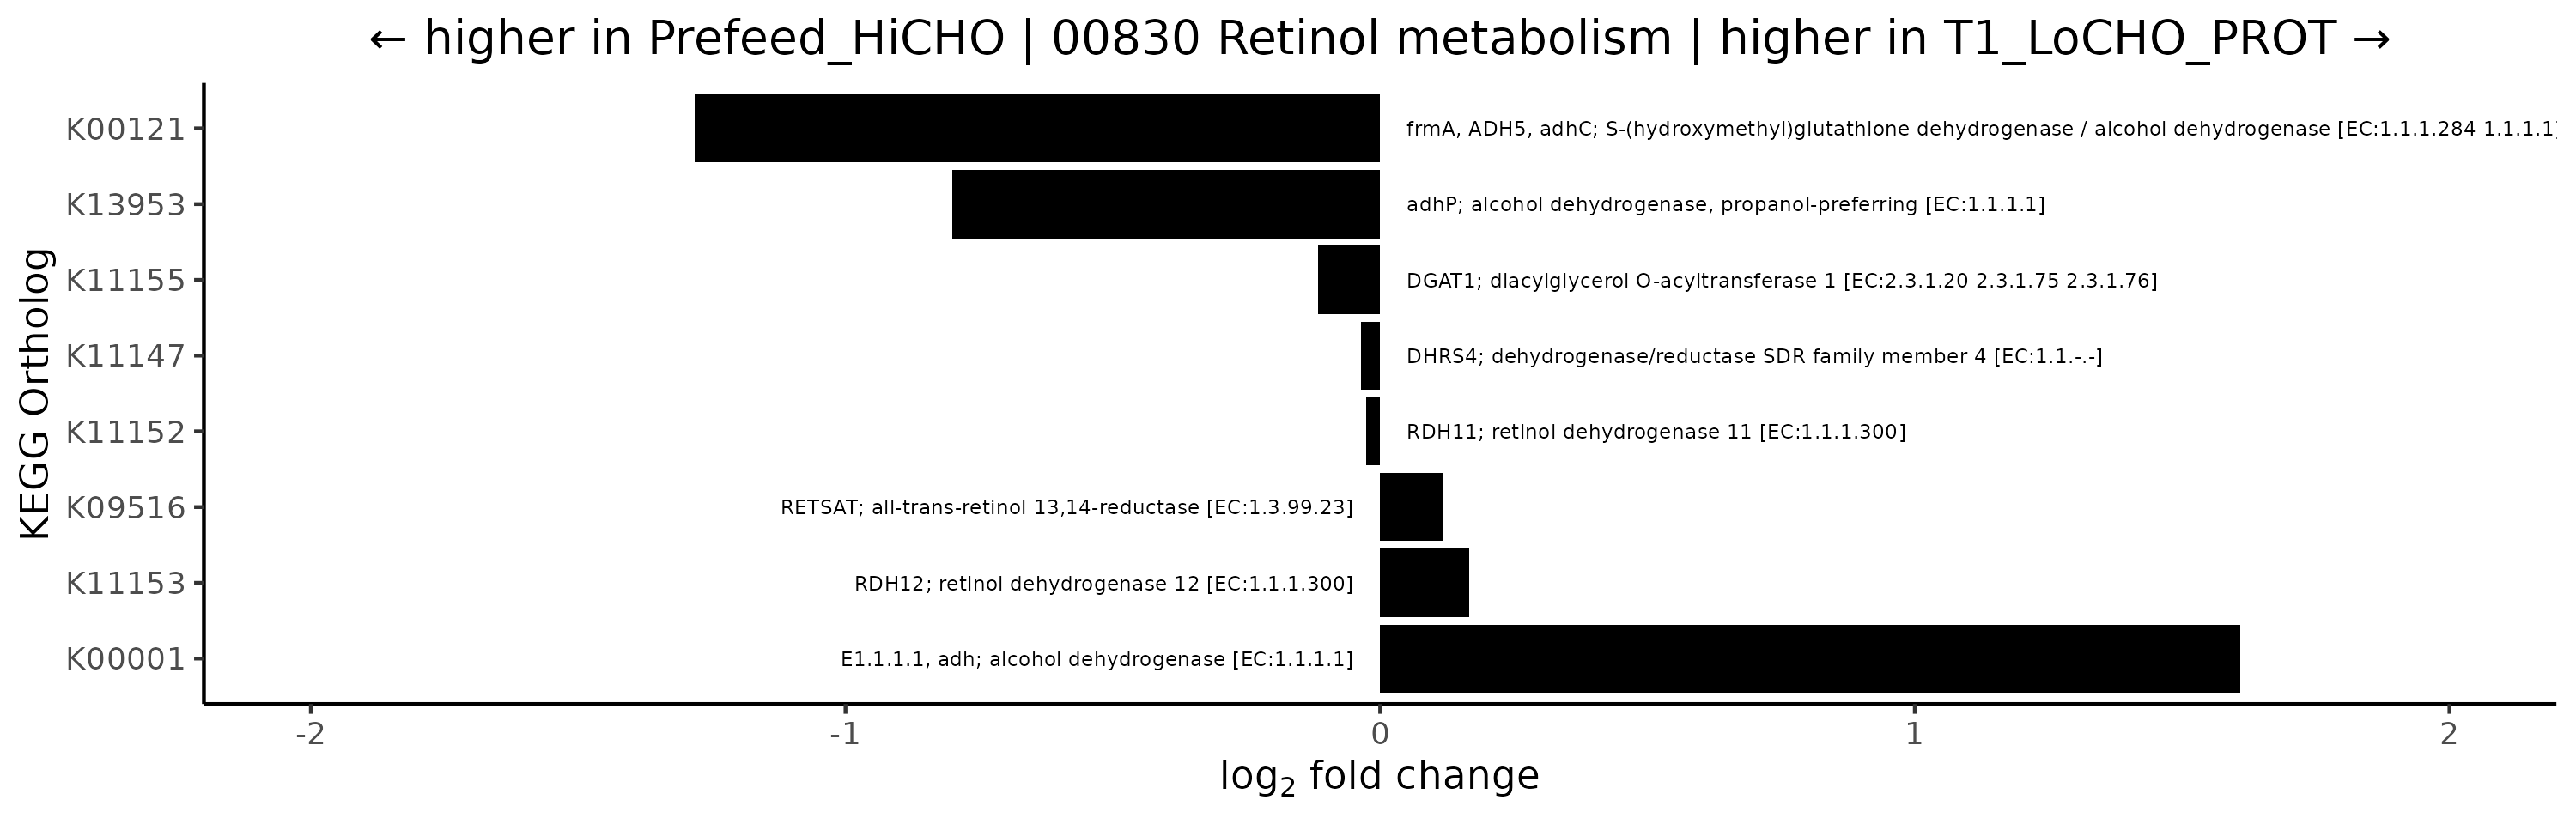 ← higher in Prefeed_HiCHO | 00830 Retinol metabolism | higher in T1_LoCHO_PROT →
KEGG Ortholog
K00121 frmA, ADH5, adhC; S-(hydroxymethyl)glutathione dehydrogenase / alcohol dehydrogenase [EC:1.1.1.284 1.1.1.1]
K13953 adhP; alcohol dehydrogenase, propanol-preferring [EC:1.1.1.1]
K11155 DGAT1; diacylglycerol O-acyltransferase 1 [EC:2.3.1.20 2.3.1.75 2.3.1.76]
K11147 DHRS4; dehydrogenase/reductase SDR family member 4 [EC:1.1.-.-]
K11152 RDH11; retinol dehydrogenase 11 [EC:1.1.1.300]
K09516 RETSAT; all-trans-retinol 13,14-reductase [EC:1.3.99.23]
K11153 RDH12; retinol dehydrogenase 12 [EC:1.1.1.300]
K00001 E1.1.1.1, adh; alcohol dehydrogenase [EC:1.1.1.1]
-2 -1 0 1 2
log₂ fold change